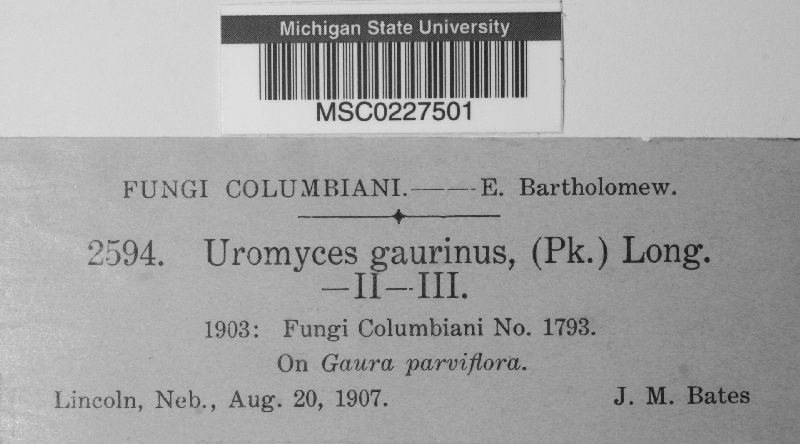 Michigan State University
MSC0227501
FUNGI COLUMBIANI.——E. Bartholomew.
2594. Uromyces gaurinus, (Pk.) Long.
—II—III.
1903: Fungi Columbiani No. 1793.
On Gaura parviflora.
Lincoln, Neb., Aug. 20, 1907. J. M. Bates